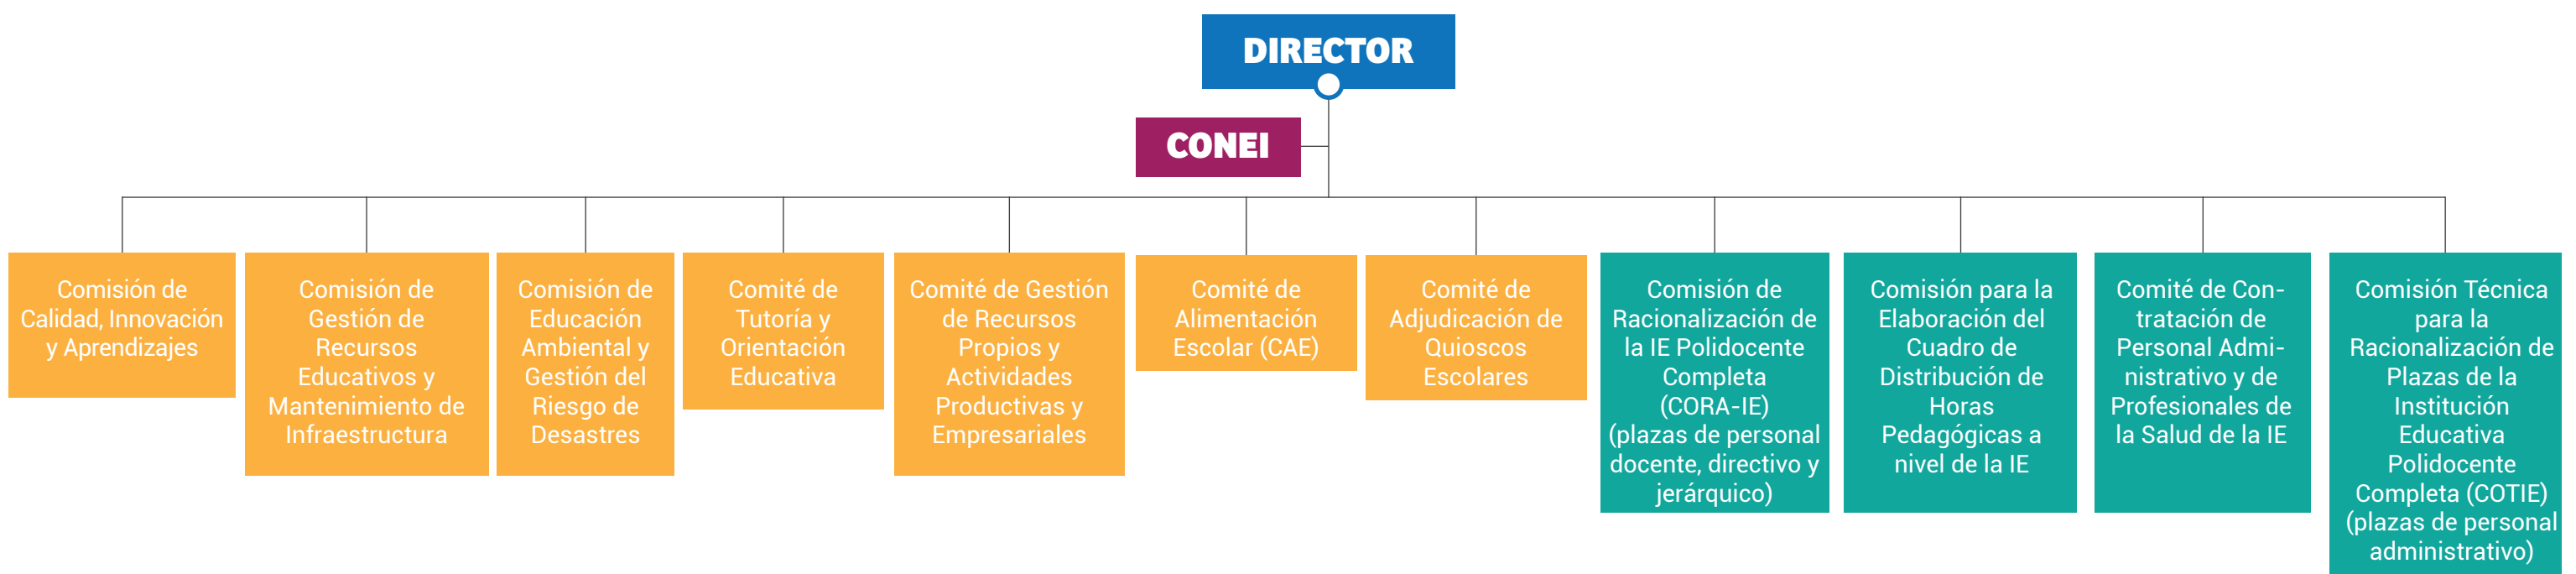 DIRECTOR
CONEI
Comisión de
Calidad, Innovación
y Aprendizajes
Comisión de
Gestión de
Recursos
Educativos y
Mantenimiento de
Infraestructura
Comisión de
Educación
Ambiental y
Gestión del
Riesgo de
Desastres
Comité de
Tutoría y
Orientación
Educativa
Comité de Gestión
de Recursos
Propios y
Actividades
Productivas y
Empresariales
Comité de
Alimentación
Escolar (CAE)
Comité de
Adjudicación de
Quioscos
Escolares
Comisión de
Racionalización de
la IE Polidocente
Completa
(CORA-IE)
(plazas de personal
docente, directivo y
jerárquico)
Comisión para la
Elaboración del
Cuadro de
Distribución de
Horas
Pedagógicas a
nivel de la IE
Comité de Con-
tratación de
Personal Admi-
nistrativo y de
Profesionales de
la Salud de la IE
Comisión Técnica
para la
Racionalización de
Plazas de la
Institución
Educativa
Polidocente
Completa (COTIE)
(plazas de personal
administrativo)